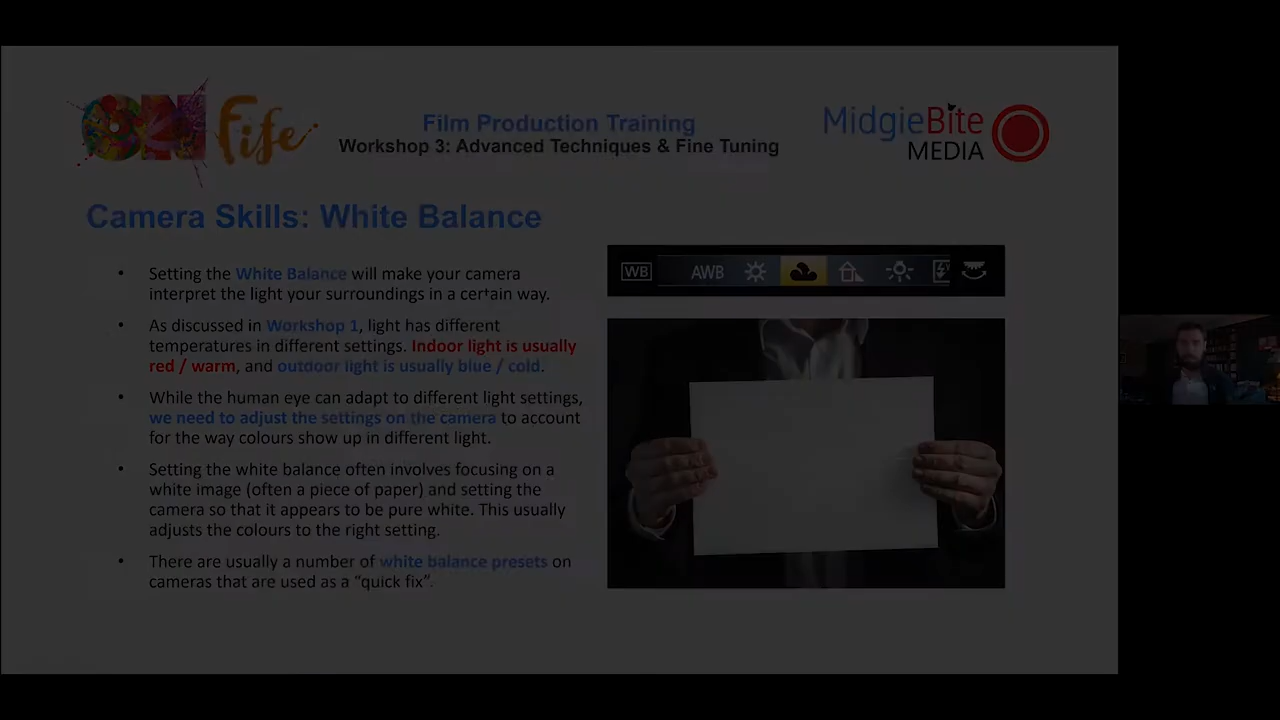 ON Fife
Film Production Training
Workshop 3: Advanced Techniques & Fine Tuning
MidgieBite
MEDIA
Camera Skills: White Balance
• Setting the White Balance will make your camera
interpret the light your surroundings in a certain way.
• As discussed in Workshop 1, light has different
temperatures in different settings. Indoor light is usually
red / warm, and outdoor light is usually blue / cold.
• While the human eye can adapt to different light settings,
we need to adjust the settings on the camera to account
for the way colours show up in different light.
• Setting the white balance often involves focusing on a
white image (often a piece of paper) and setting the
camera so that it appears to be pure white. This usually
adjusts the colours to the right setting.
• There are usually a number of white balance presets on
cameras that are used as a “quick fix”.
WB AWB